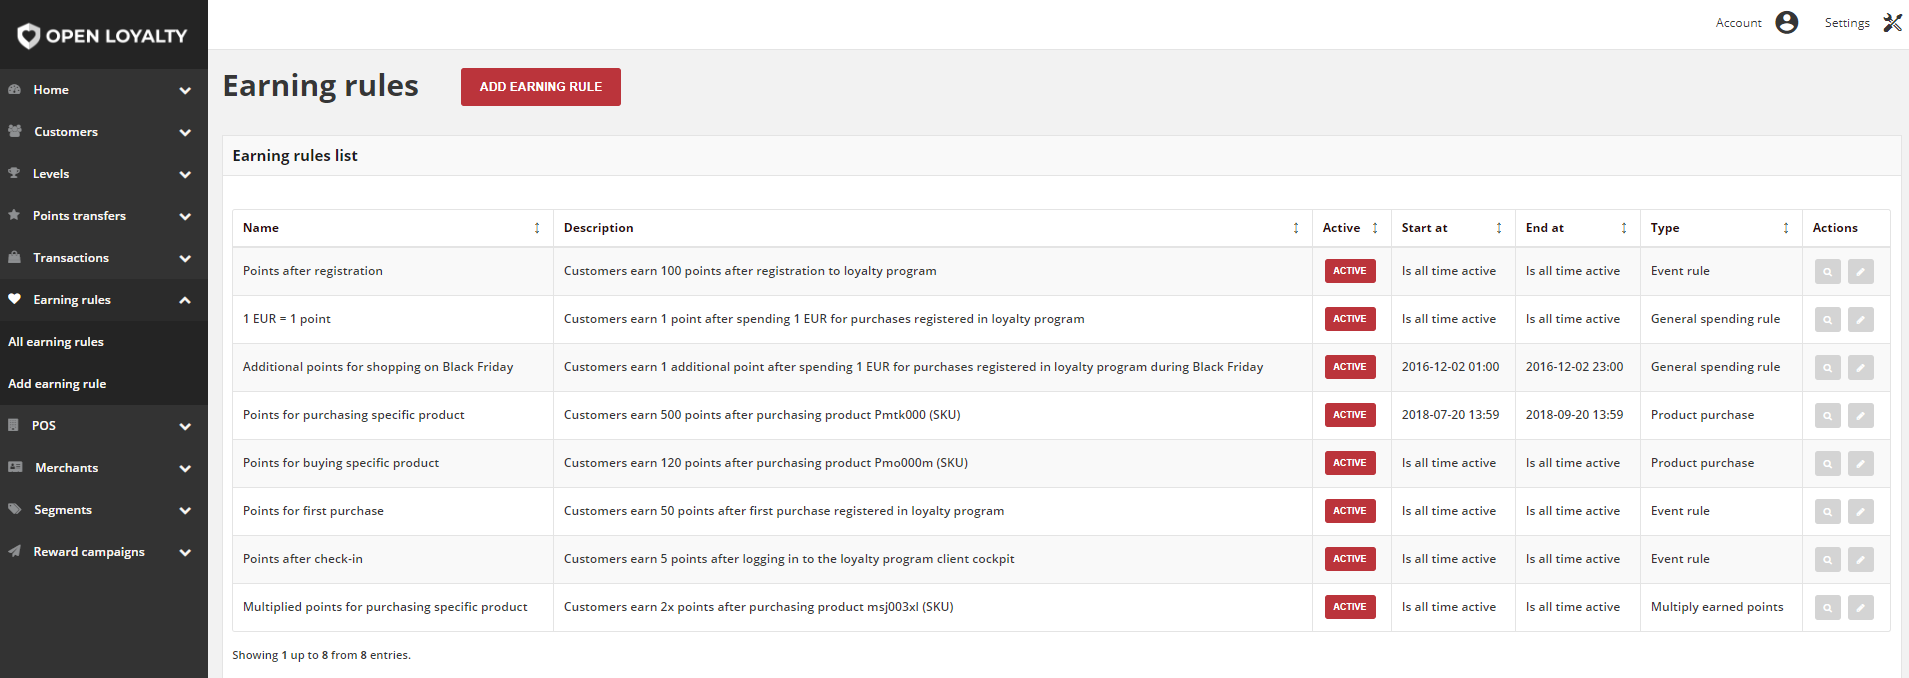 OPEN LOYALTY
Account
Settings
Home
Customers
Levels
Points transfers
Transactions
Earning rules
All earning rules
Add earning rule
POS
Merchants
Segments
Reward campaigns
Earning rules
ADD EARNING RULE
Earning rules list
Name Description Active Start at End at Type Actions
Points after registration Customers earn 100 points after registration to loyalty program ACTIVE Is all time active Is all time active Event rule
1 EUR = 1 point Customers earn 1 point after spending 1 EUR for purchases registered in loyalty program ACTIVE Is all time active Is all time active General spending rule
Additional points for shopping on Black Friday Customers earn 1 additional point after spending 1 EUR for purchases registered in loyalty program during Black Friday ACTIVE 2016-12-02 01:00 2016-12-02 23:00 General spending rule
Points for purchasing specific product Customers earn 500 points after purchasing product Pmtk000 (SKU) ACTIVE 2018-07-20 13:59 2018-09-20 13:59 Product purchase
Points for buying specific product Customers earn 120 points after purchasing product Pmo000m (SKU) ACTIVE Is all time active Is all time active Product purchase
Points for first purchase Customers earn 50 points after first purchase registered in loyalty program ACTIVE Is all time active Is all time active Event rule
Points after check-in Customers earn 5 points after logging in to the loyalty program client cockpit ACTIVE Is all time active Is all time active Event rule
Multiplied points for purchasing specific product Customers earn 2x points after purchasing product msj003xl (SKU) ACTIVE Is all time active Is all time active Multiply earned points
Showing 1 up to 8 from 8 entries.